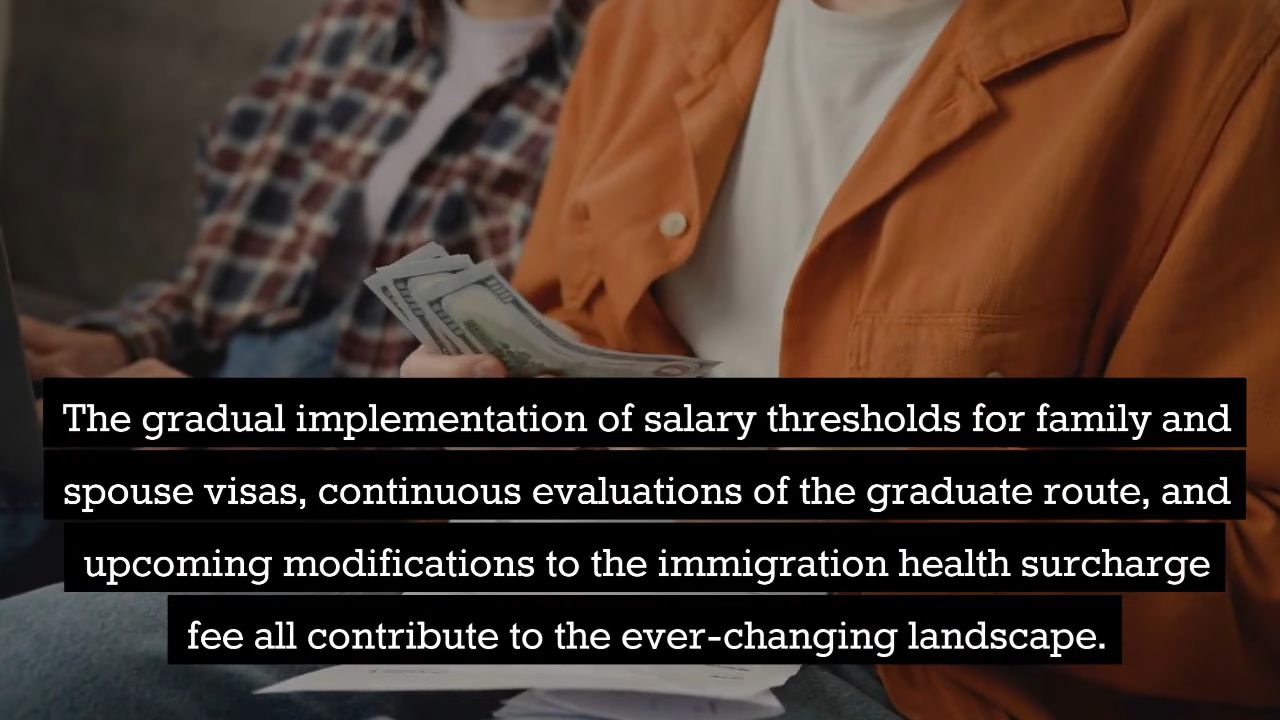 The gradual implementation of salary thresholds for family and
spouse visas, continuous evaluations of the graduate route, and
upcoming modifications to the immigration health surcharge
fee all contribute to the ever-changing landscape.